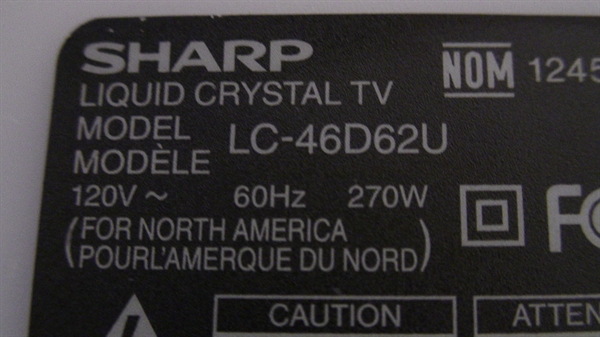 SHARP
NOM 1245
LIQUID CRYSTAL TV
MODEL
MODÈLE LC-46D62U
120V ~ 60Hz 270W
(FOR NORTH AMERICA
POURL'AMERQUE DU NORD)
FC
CAUTION
ATTEN